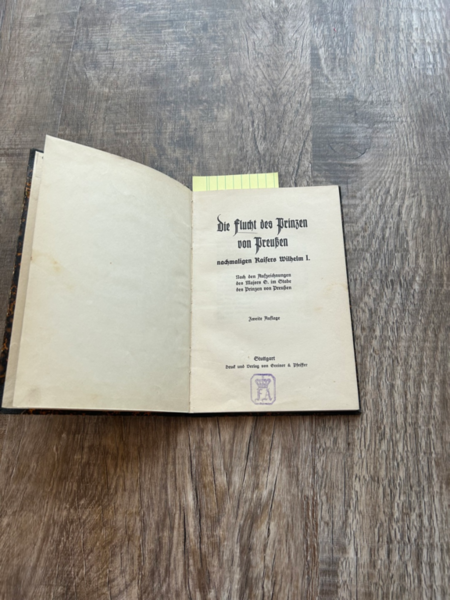 Die Flucht des Prinzen
von Preußen
nachmaligen Kaisers Wilhelm I.
Nach den Aufzeichnungen
des Majors O. im Stabe
des Prinzen von Preußen
Zweite Auflage
Stuttgart
Druck und Verlag von Greiner & Pfeiffer